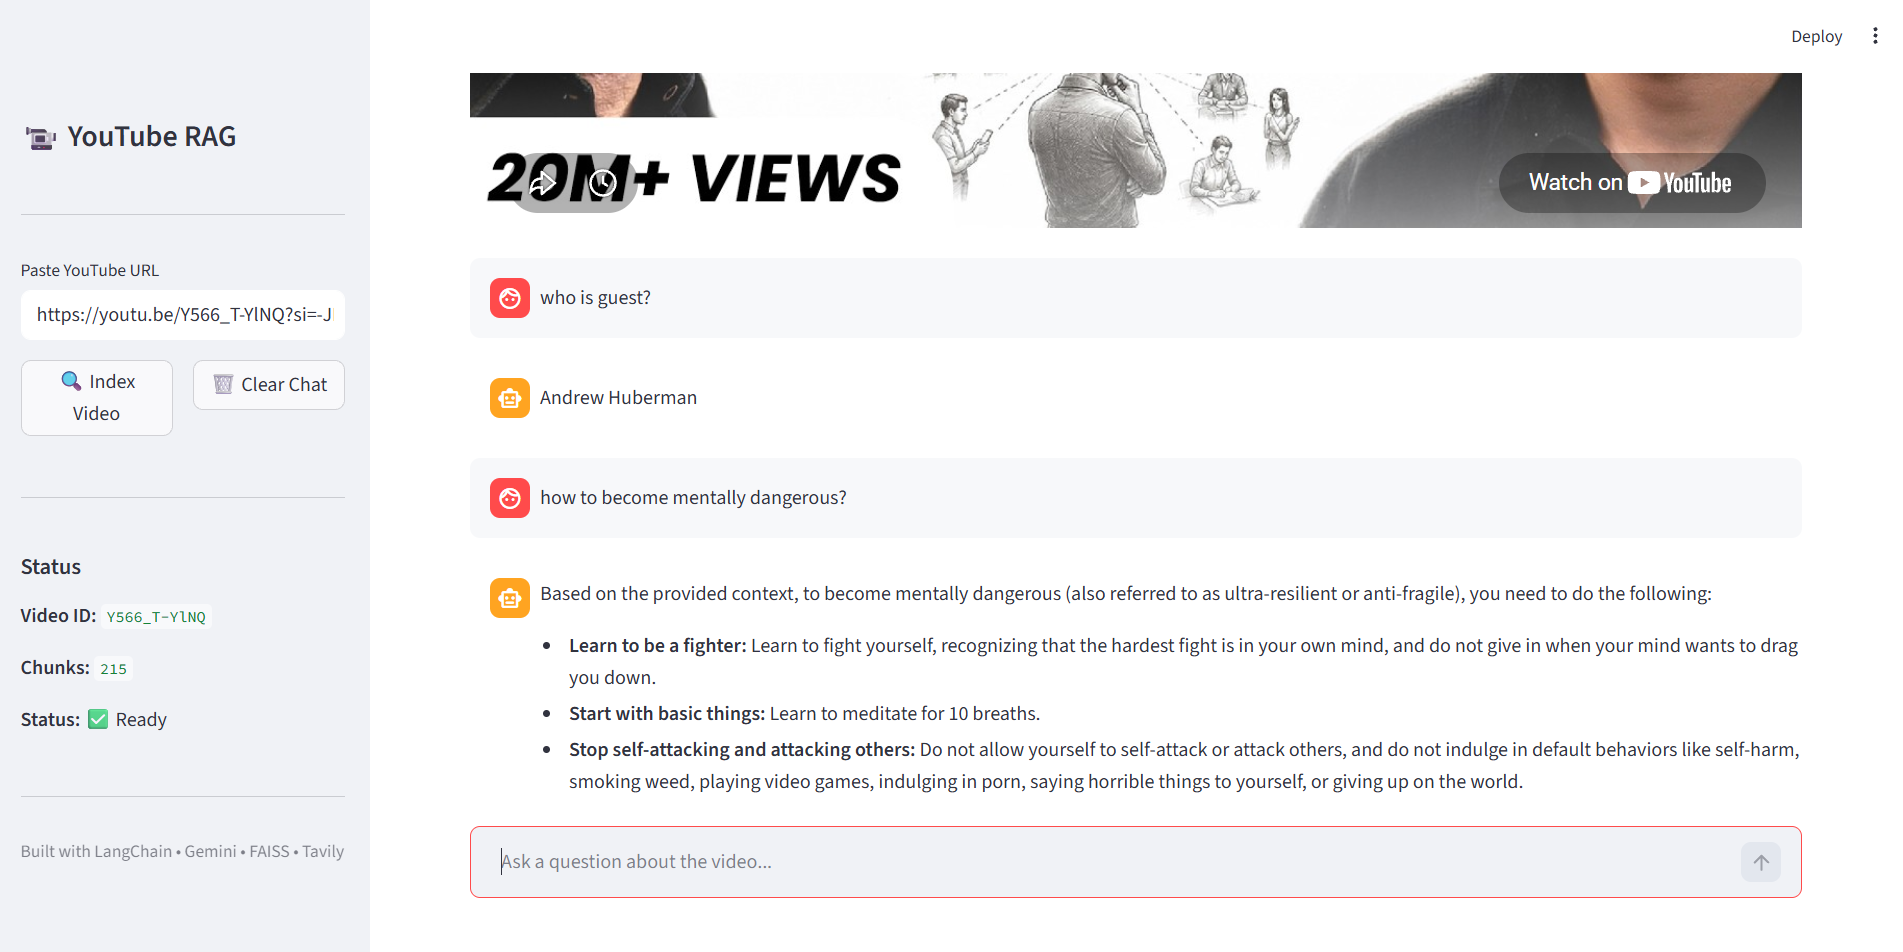 Deploy
YouTube RAG
Paste YouTube URL
https://youtu.be/Y566_T-YlNQ?si=-J
Index
Video
Clear Chat
Status
Video ID: Y566_T-YlNQ
Chunks: 215
Status: Ready
Built with LangChain • Gemini • FAISS • Tavily
20M+ VIEWS
Watch on YouTube
who is guest?
Andrew Huberman
how to become mentally dangerous?
Based on the provided context, to become mentally dangerous (also referred to as ultra-resilient or anti-fragile), you need to do the following:
• Learn to be a fighter: Learn to fight yourself, recognizing that the hardest fight is in your own mind, and do not give in when your mind wants to drag
you down.
• Start with basic things: Learn to meditate for 10 breaths.
• Stop self-attacking and attacking others: Do not allow yourself to self-attack or attack others, and do not indulge in default behaviors like self-harm,
smoking weed, playing video games, indulging in porn, saying horrible things to yourself, or giving up on the world.
Ask a question about the video...